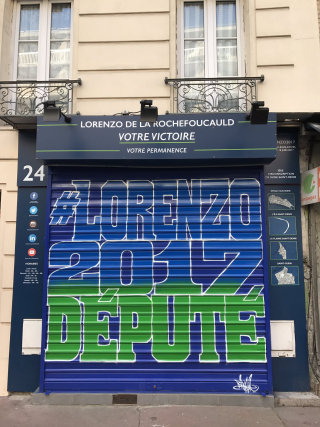 LORENZO DE LA ROCHEFOUCAULD
VOTRE VICTOIRE
VOTRE PERMANENCE
24
#LORENZO
2017
DÉPUTÉ